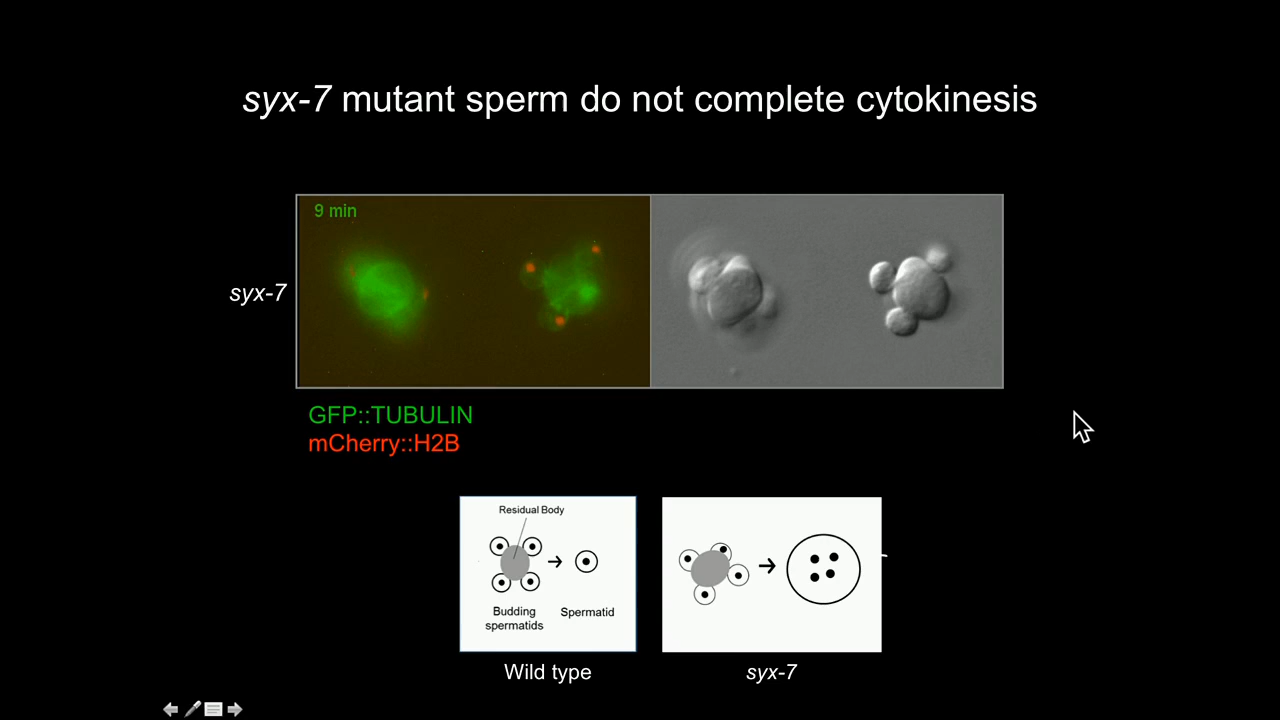 syx-7 mutant sperm do not complete cytokinesis
9 min
syx-7
GFP::TUBULIN
mCherry::H2B
Residual Body
Budding
spermatids
Spermatid
Wild type
syx-7